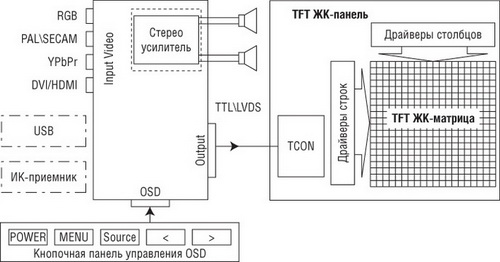 RGB
PAL\SECAM
YPbPr
DVI/HDMI
USB
ИК-приемник
Input Video
Стерео
усилитель
TTL\LVDS
Output
OSD
POWER
MENU
Source
<
>
Кнопочная панель управления OSD
TFT ЖК-панель
Драйверы столбцов
TCON
Драйверы строк
TFT ЖК-матрица